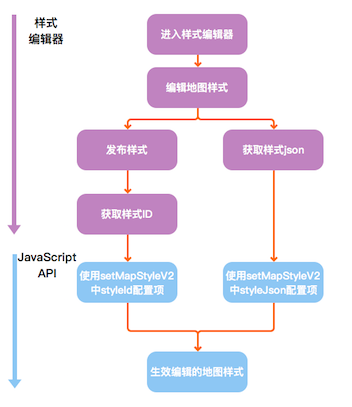 样式
编辑器
进入样式编辑器
编辑地图样式
发布样式
获取样式json
获取样式ID
JavaScript
API
使用setMapStyleV2
中styleId配置项
使用setMapStyleV2
中styleJson配置项
生效编辑的地图样式